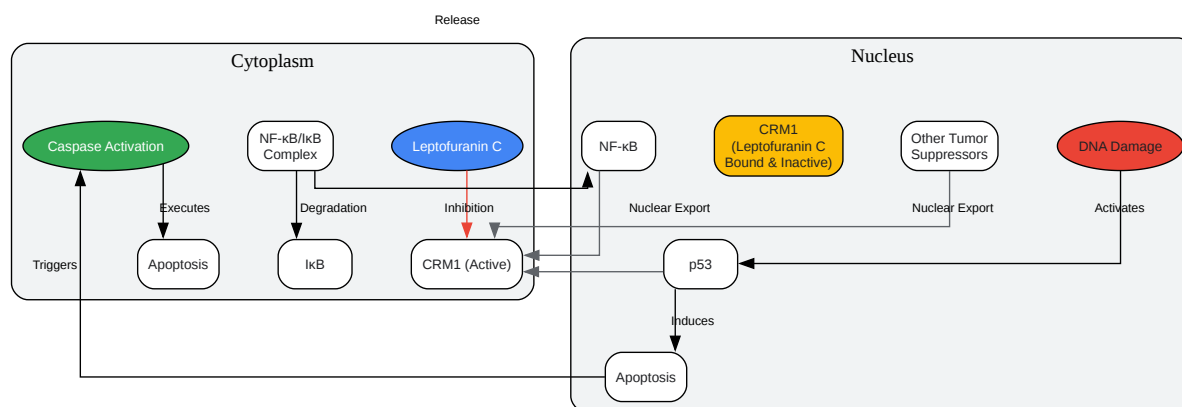 Release
Cytoplasm
Nucleus
Caspase Activation
NF-κB/IκB
Complex
Leptofuranin C
NF-κB
CRM1
(Leptofuranin C
Bound & Inactive)
Other Tumor
Suppressors
DNA Damage
Executes
Degradation
Inhibition
Nuclear Export
Nuclear Export
Activates
Triggers
Apoptosis
IκB
CRM1 (Active)
p53
Induces
Apoptosis